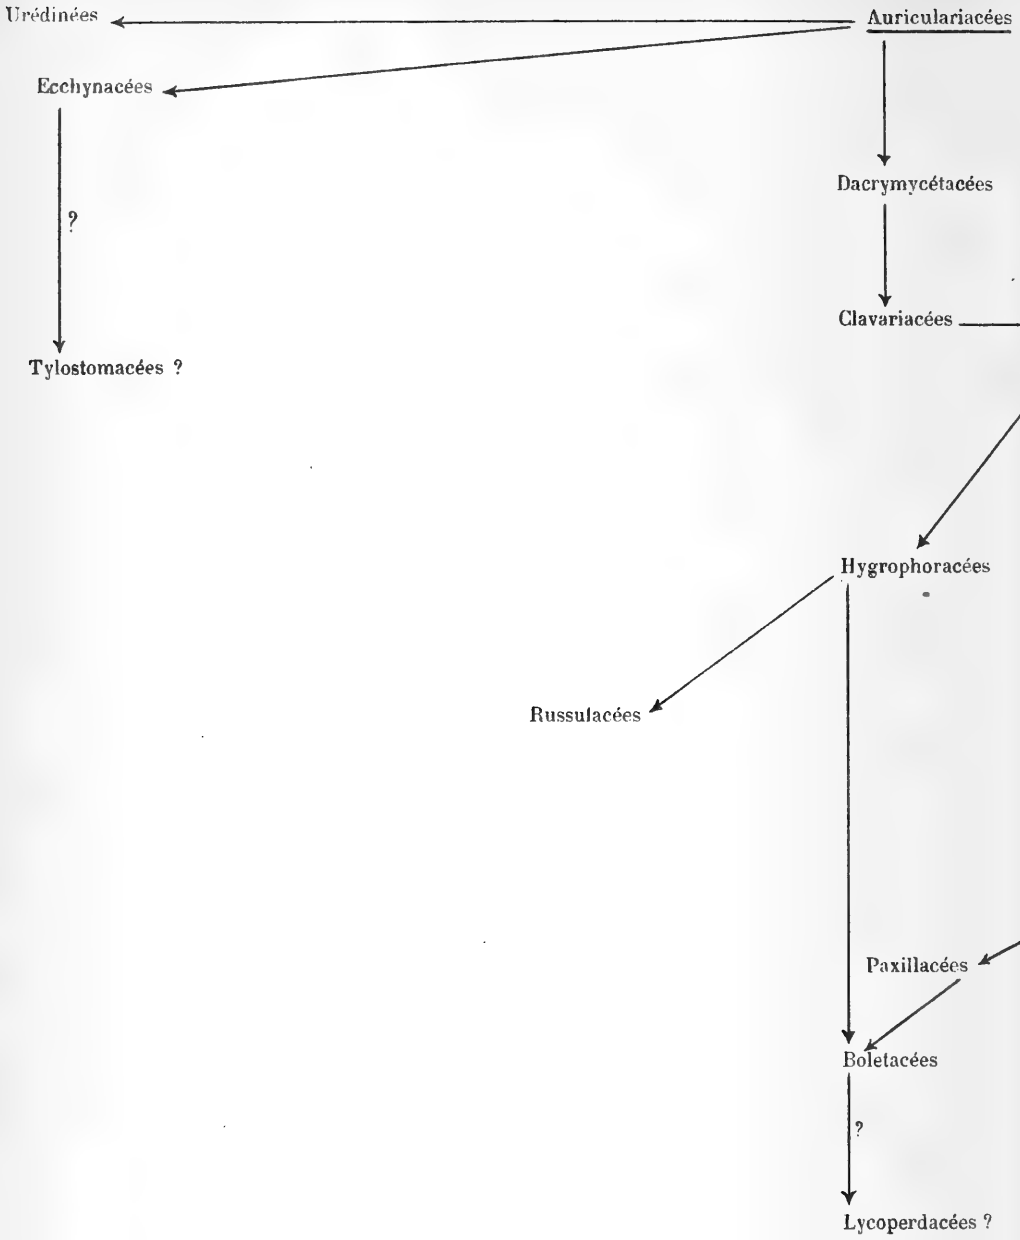 Urédinées
Auriculariacées
Ecchynacées
Dacrymycétacées
?
Clavariacées
Tylostomacées ?
Hygrophoracées
Russulacées
Paxillacées
Boletacées
?
Lycoperdacées ?